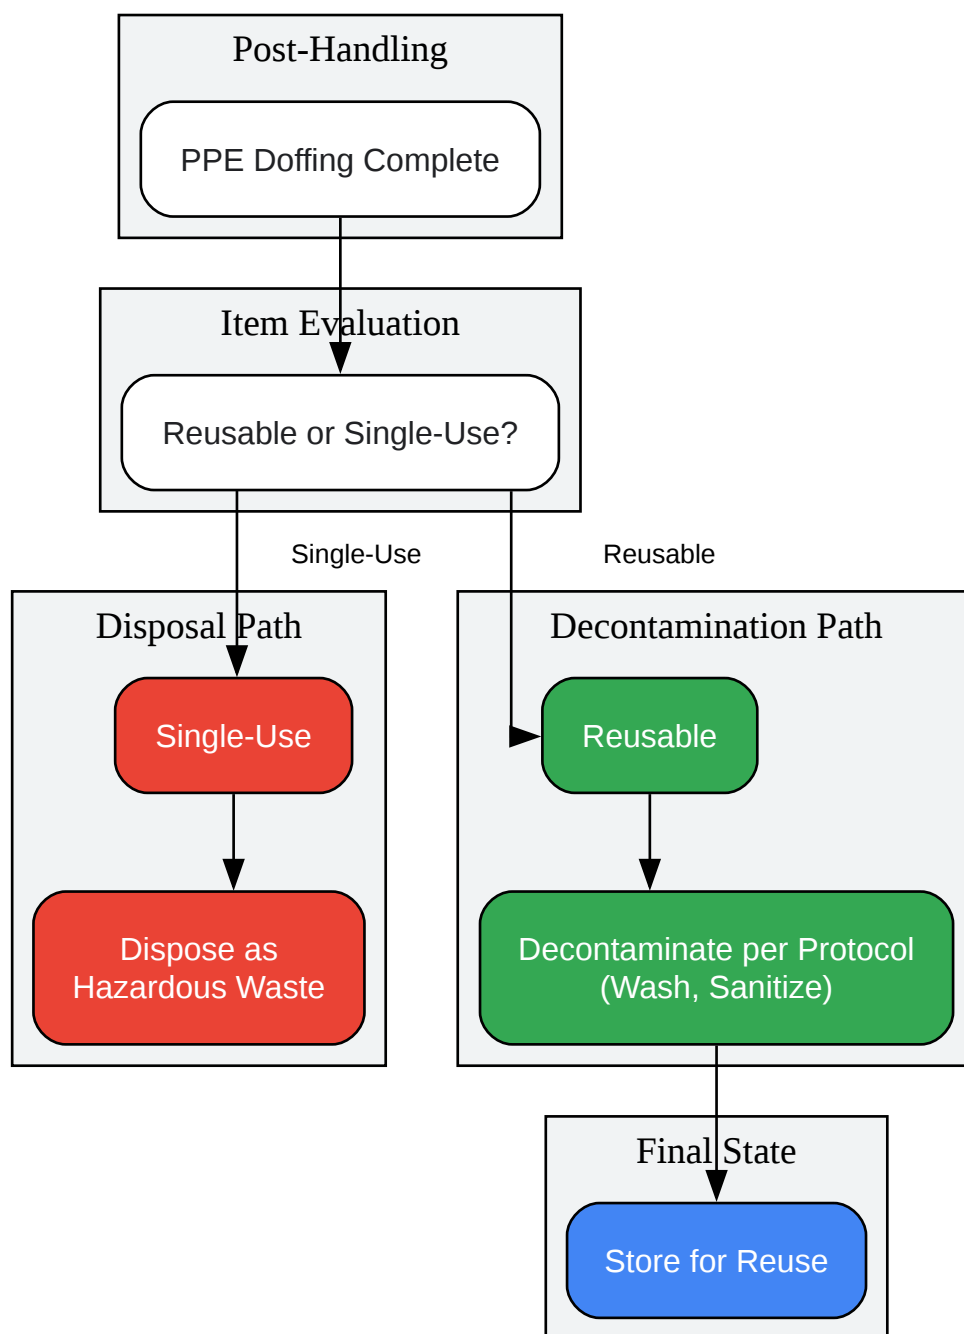 Post-Handling
PPE Doffing Complete
Item Evaluation
Reusable or Single-Use?
Single-Use
Reusable
Disposal Path
Single-Use
Dispose as
Hazardous Waste
Decontamination Path
Reusable
Decontaminate per Protocol
(Wash, Sanitize)
Final State
Store for Reuse